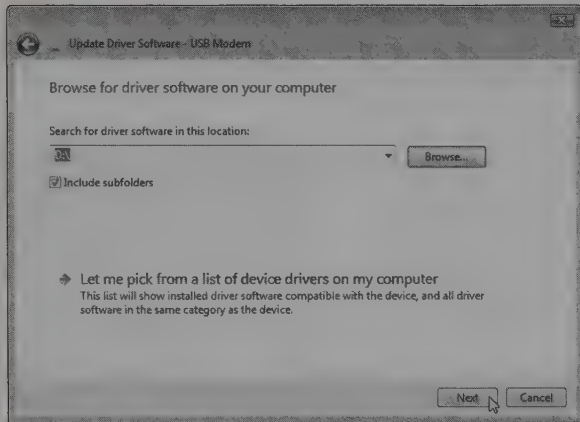 Update Driver Software - USB Modem
Browse for driver software on your computer
Search for driver software in this location:
D:\
Browse...
Include subfolders
Let me pick from a list of device drivers on my computer
This list will show installed driver software compatible with the device, and all driver
software in the same category as the device.
Next
Cancel